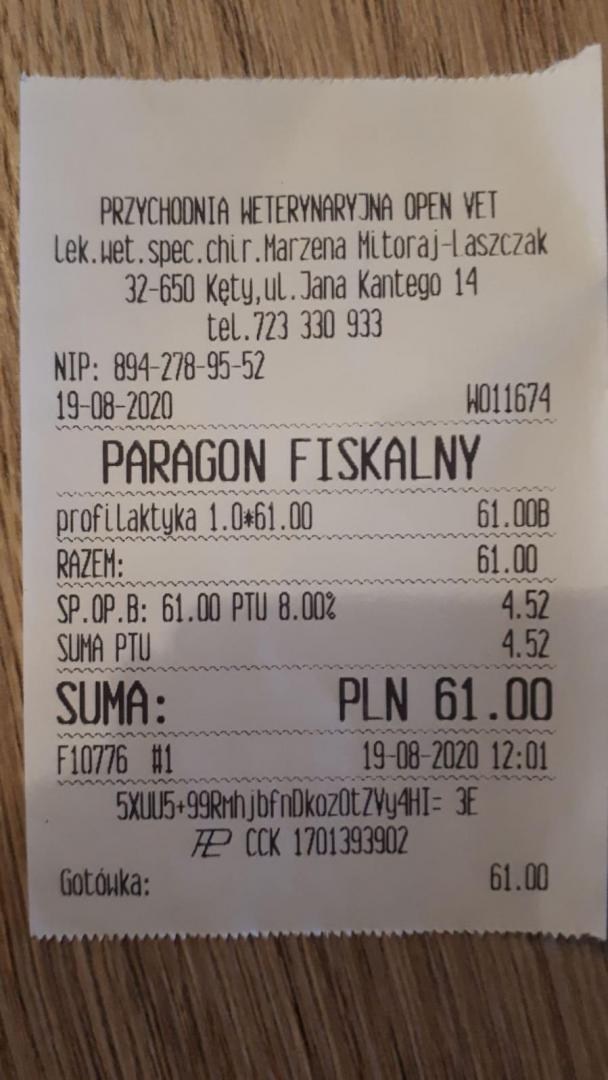 PRZYCHODNIA WETERYNARYJNA OPEN VET
Lek.wet.spec.chir.Marzena Mitoraj-Laszczak
32-650 Kęty,ul.Jana Kantego 14
tel.723 330 933
NIP: 894-278-95-52
19-08-2020 W011674
PARAGON FISKALNY
profilaktyka 1.0*61.00 61.00B
RAZEM: 61.00
SP.OP.B: 61.00 PTU 8.00% 4.52
SUMA PTU 4.52
SUMA: PLN 61.00
F10776 #1 19-08-2020 12:01
5XUU5+99RmhjbfnDkozOtZVy4HI= 3E
CCK 1701393902
Gotówka: 61.00